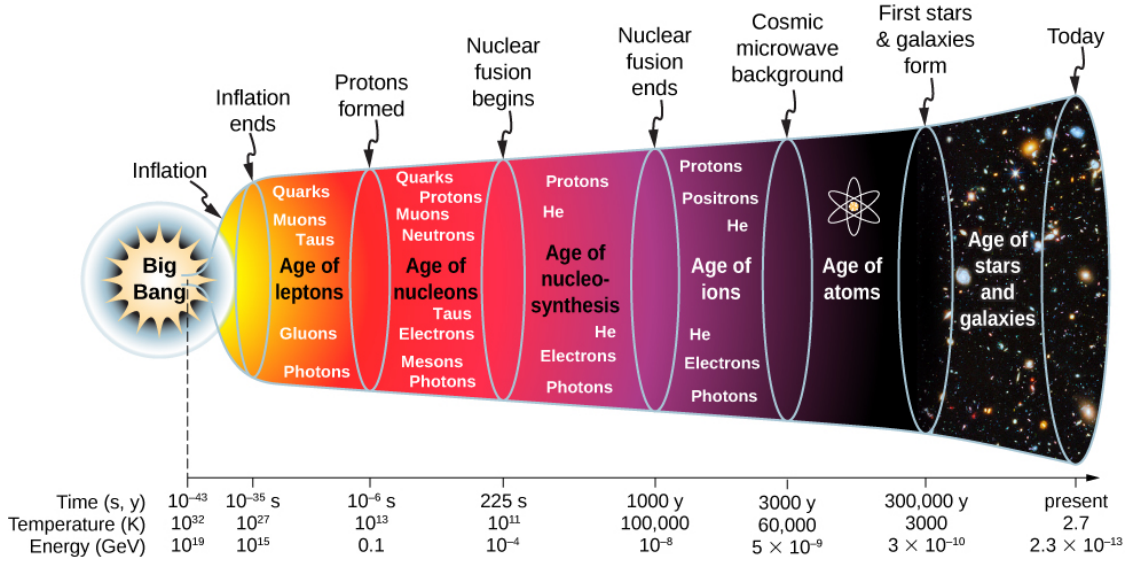 Big
Bang
Inflation
Inflation
ends
Protons
formed
Nuclear
fusion
begins
Nuclear
fusion
ends
Cosmic
microwave
background
First stars
& galaxies
form
Today
Quarks
Muons
Taus
Age of
leptons
Gluons
Photons
Quarks
Protons
Muons
Neutrons
Age of
nucleons
Taus
Electrons
Mesons
Photons
Protons
He
Age of
nucleo-
synthesis
He
Electrons
Photons
Protons
Positrons
He
Age of
ions
He
Electrons
Photons
Age of
atoms
Age of
stars
and
galaxies
Time (s, y) 10⁻⁴³ 10⁻³⁵ s 10⁻⁶ s 225 s 1000 y 3000 y 300,000 y present
Temperature (K) 10³² 10²⁷ 10¹³ 10¹¹ 100,000 60,000 3000 2.7
Energy (GeV) 10¹⁹ 10¹⁵ 0.1 10⁻⁴ 10⁻⁸ 5 × 10⁻⁹ 3 × 10⁻¹⁰ 2.3 × 10⁻¹³